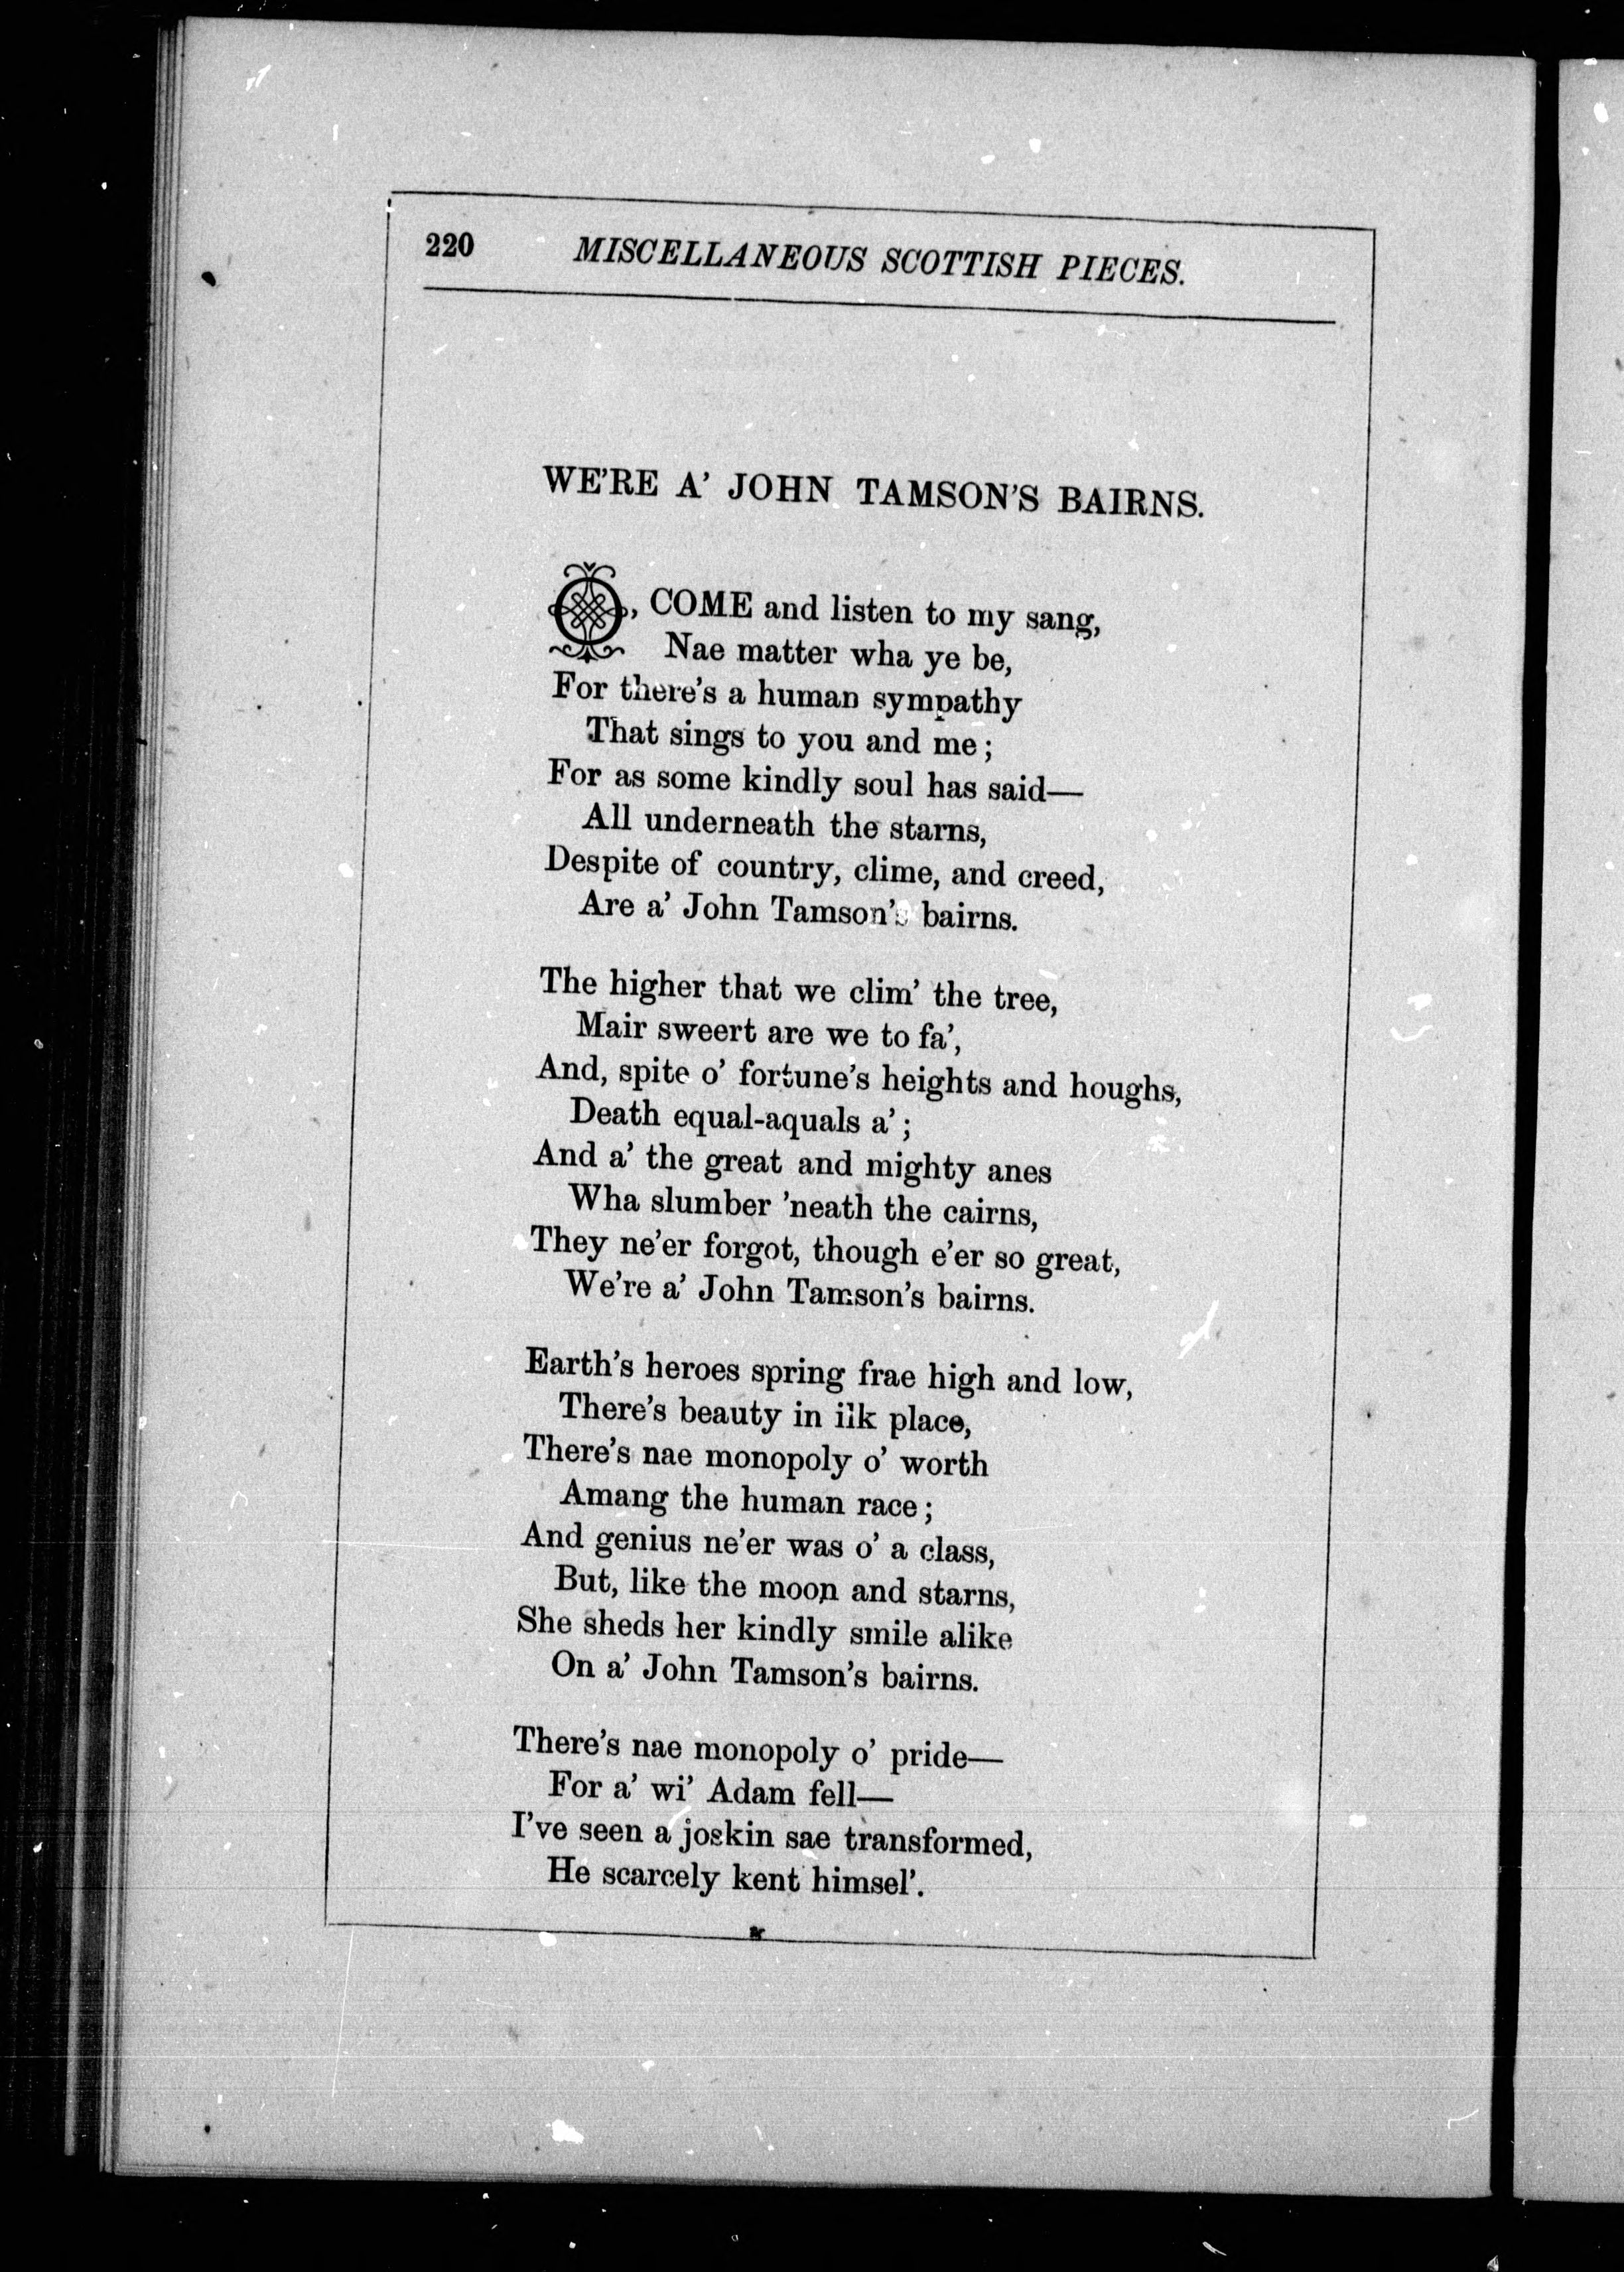 220 MISCELLANEOUS SCOTTISH PIECES.
WE'RE A' JOHN TAMSON'S BAIRNS.
O, COME and listen to my sang,
Nae matter wha ye be,
For there's a human sympathy
That sings to you and me;
For as some kindly soul has said—
All underneath the starns,
Despite of country, clime, and creed,
Are a' John Tamson's bairns.
The higher that we clim' the tree,
Mair sweert are we to fa',
And, spite o' fortune's heights and houghs,
Death equal-aquals a';
And a' the great and mighty anes
Wha slumber 'neath the cairns,
They ne'er forgot, though e'er so great,
We're a' John Tamson's bairns.
Earth's heroes spring frae high and low,
There's beauty in ilk place,
There's nae monopoly o' worth
Amang the human race;
And genius ne'er was o' a class,
But, like the moon and starns,
She sheds her kindly smile alike
On a' John Tamson's bairns.
There's nae monopoly o' pride—
For a' wi' Adam fell—
I've seen a joskin sae transformed,
He scarcely kent himsel'.